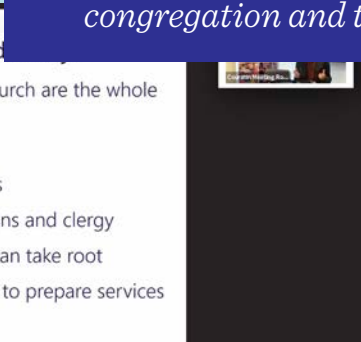 congregation and t
urch are the whole
s
ns and clergy
an take root
to prepare services